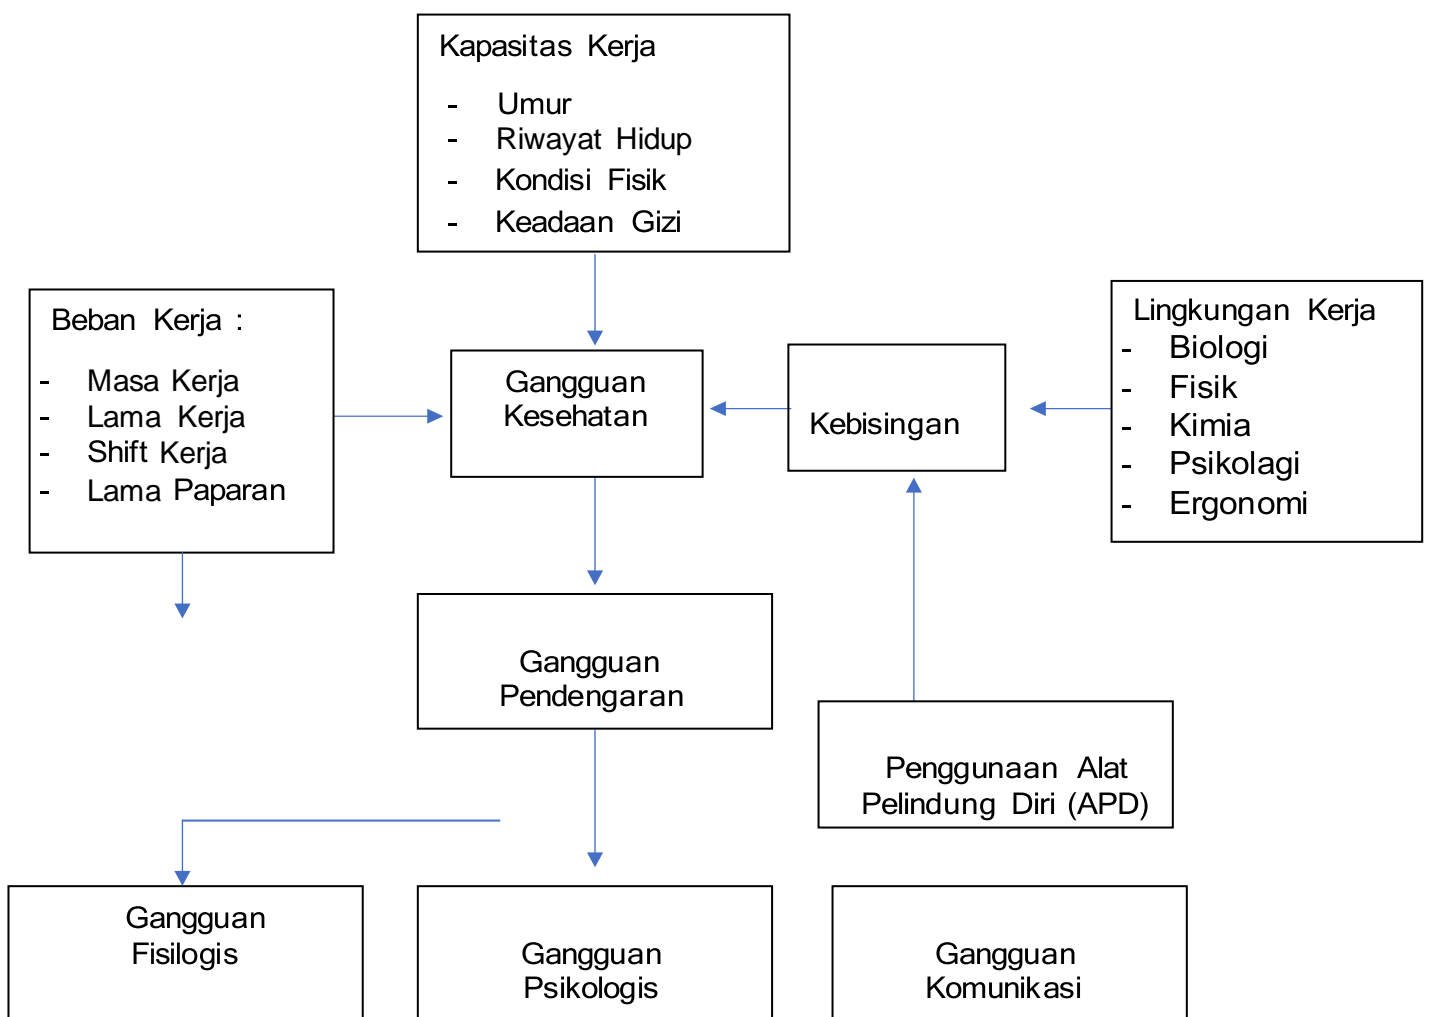 Kapasitas Kerja
- Umur
- Riwayat Hidup
- Kondisi Fisik
- Keadaan Gizi
Beban Kerja :
- Masa Kerja
- Lama Kerja
- Shift Kerja
- Lama Paparan
Gangguan
Kesehatan
Kebisingan
Lingkungan Kerja
- Biologi
- Fisik
- Kimia
- Psikolagi
- Ergonomi
Gangguan
Pendengaran
Penggunaan Alat
Pelindung Diri (APD)
Gangguan
Fisilogis
Gangguan
Psikologis
Gangguan
Komunikasi